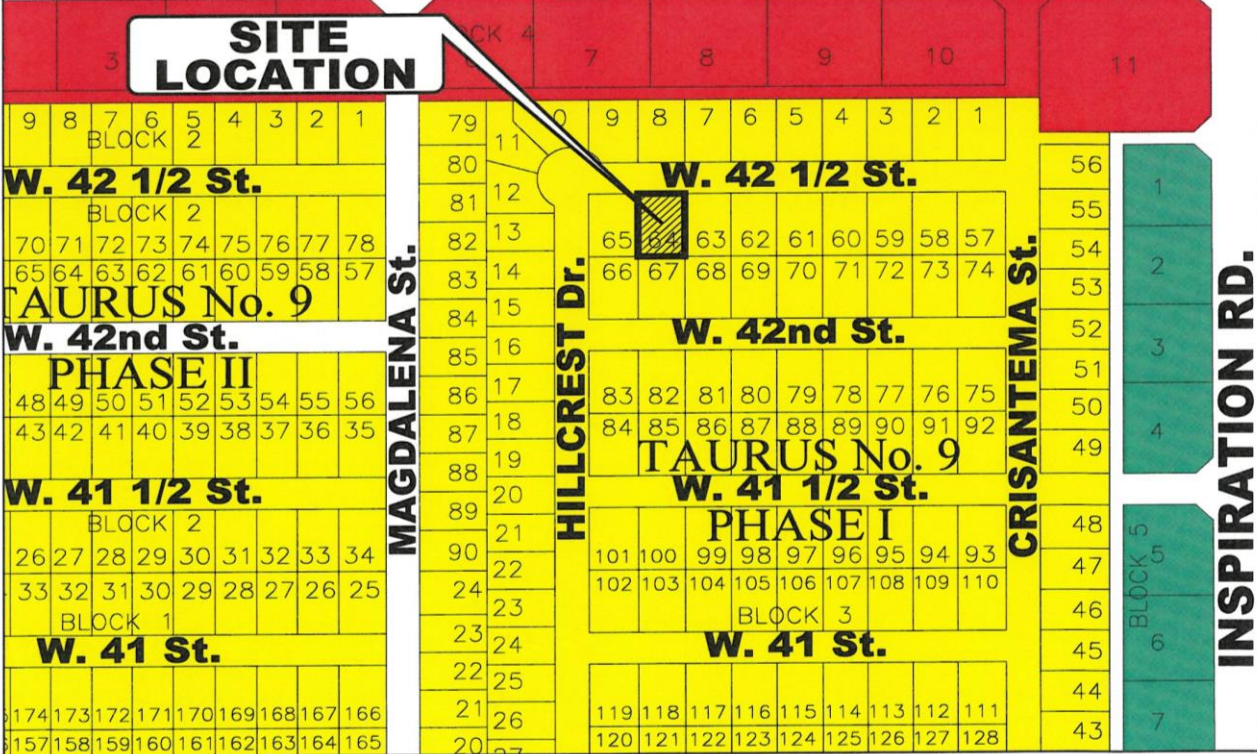 SITE
LOCATION
CK 4
3
7
8
9
10
11
9 8 7 6 5 4 3 2 1
BLOCK 2
79
11
9 8 7 6 5 4 3 2 1
56
80
12
W. 42 1/2 St.
W. 42 1/2 St.
55
1
BLOCK 2
81
70 71 72 73 74 75 76 77 78
82
13
65 64 63 62 61 60 59 58 57
54
65 64 63 62 61 60 59 58 57
83
14
66 67 68 69 70 71 72 73 74
53
2
TAURUS No. 9
84
15
W. 42nd St.
W. 42nd St.
52
85
16
3
PHASE II
51
48 49 50 51 52 53 54 55 56
86
17
83 82 81 80 79 78 77 76 75
50
43 42 41 40 39 38 37 36 35
87
18
84 85 86 87 88 89 90 91 92
4
TAURUS No. 9
49
88
19
W. 41 1/2 St.
W. 41 1/2 St.
20
89
BLOCK 2
21
PHASE I
48
26 27 28 29 30 31 32 33 34
90
22
101 100 99 98 97 96 95 94 93
47
5
33 32 31 30 29 28 27 26 25
24
23
102 103 104 105 106 107 108 109 110
BLOCK 1
BLOCK 3
46
BLOCK 5
W. 41 St.
23
24
W. 41 St.
45
6
22
25
44
174 173 172 171 170 169 168 167 166
21
26
119 118 117 116 115 114 113 112 111
43
7
157 158 159 160 161 162 163 164 165
20
27
120 121 122 123 124 125 126 127 128
MAGDALENA St.
HILLCREST Dr.
CRISANTEMA St.
INSPIRATION RD.